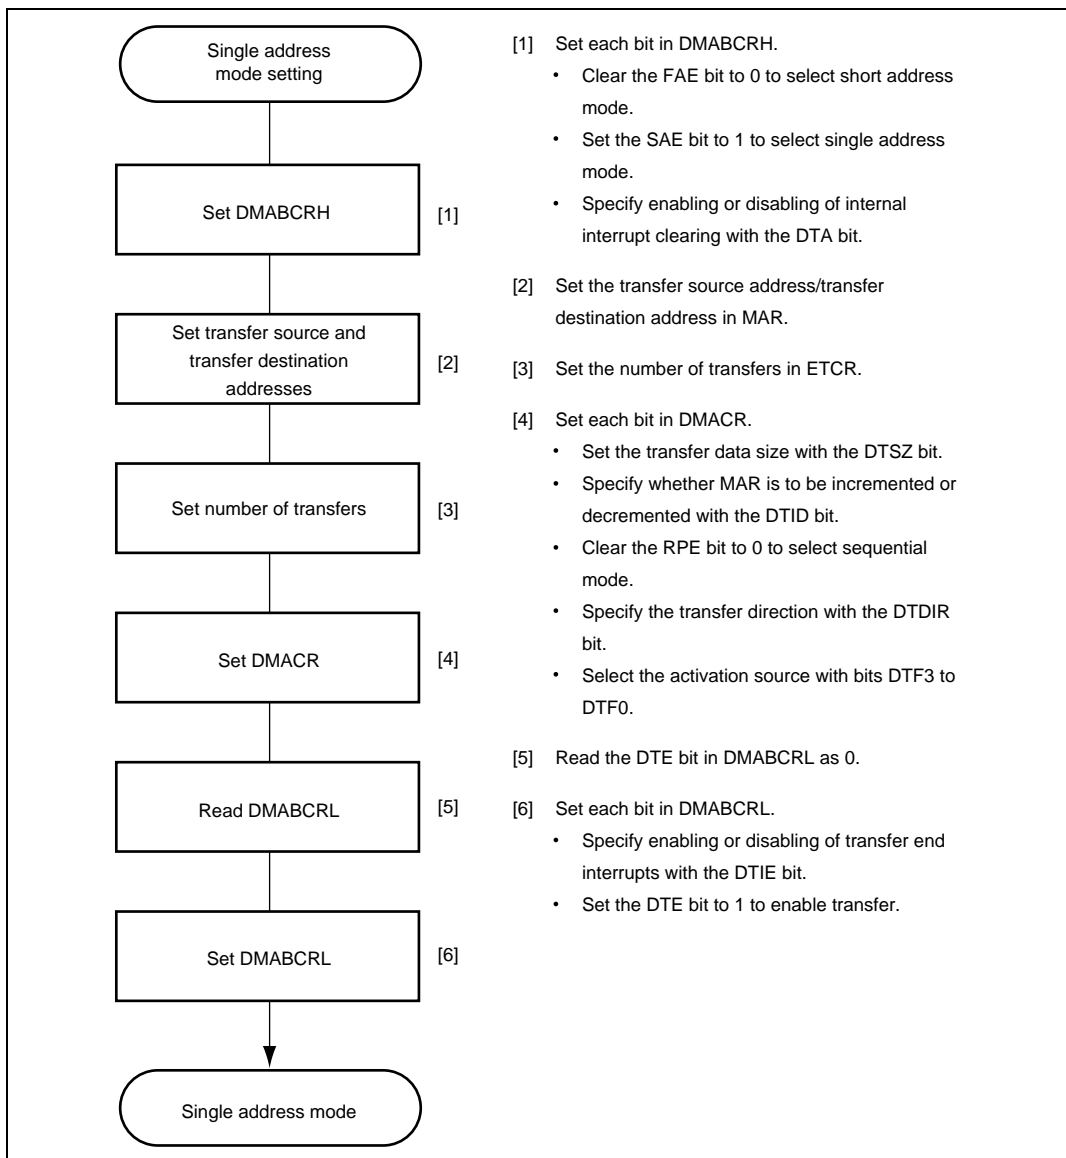 Single address
mode setting
Set DMABCRH
[1]
Set transfer source and
transfer destination
addresses
[2]
Set number of transfers
[3]
Set DMACR
[4]
Read DMABCRL
[5]
Set DMABCRL
[6]
Single address mode
[1] Set each bit in DMABCRH.
• Clear the FAE bit to 0 to select short address
mode.
• Set the SAE bit to 1 to select single address
mode.
• Specify enabling or disabling of internal
interrupt clearing with the DTA bit.
[2] Set the transfer source address/transfer
destination address in MAR.
[3] Set the number of transfers in ETCR.
[4] Set each bit in DMACR.
• Set the transfer data size with the DTSZ bit.
• Specify whether MAR is to be incremented or
decremented with the DTID bit.
• Clear the RPE bit to 0 to select sequential
mode.
• Specify the transfer direction with the DTDIR
bit.
• Select the activation source with bits DTF3 to
DTF0.
[5] Read the DTE bit in DMABCRL as 0.
[6] Set each bit in DMABCRL.
• Specify enabling or disabling of transfer end
interrupts with the DTIE bit.
• Set the DTE bit to 1 to enable transfer.